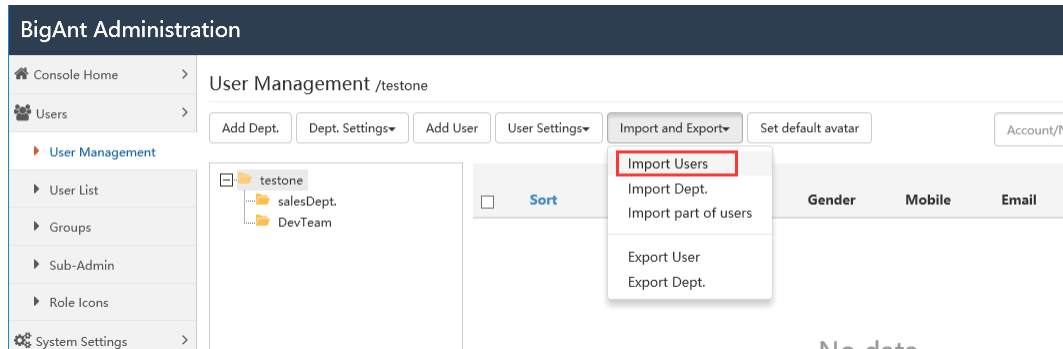 BigAnt Administration
Console Home
Users
User Management
User List
Groups
Sub-Admin
Role Icons
System Settings
User Management /testone
Add Dept. Dept. Settings Add User User Settings Import and Export Set default avatar
Import Users
Import Dept.
Import part of users
Export User
Export Dept.
testone
salesDept.
DevTeam
Sort Gender Mobile Email
No data